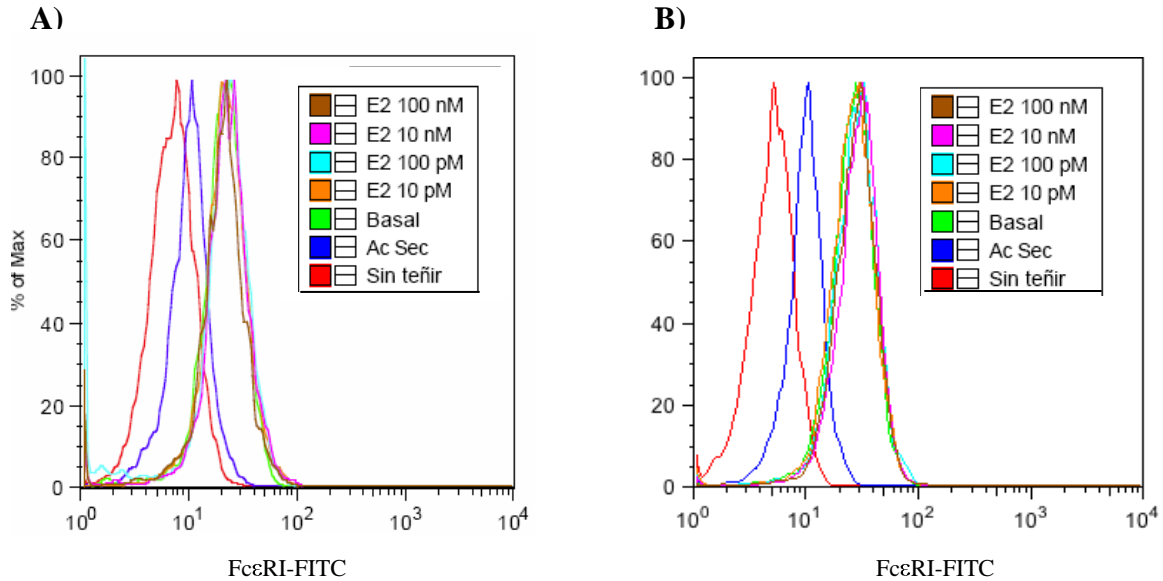 A)
% of Max
100
80
60
40
20
0
10⁰
10¹
10²
10³
10⁴
E2 100 nM
E2 10 nM
E2 100 pM
E2 10 pM
Basal
Ac Sec
Sin teñir
FcεRI-FITC
B)
100
80
60
40
20
0
10⁰
10¹
10²
10³
10⁴
E2 100 nM
E2 10 nM
E2 100 pM
E2 10 pM
Basal
Ac Sec
Sin teñir
FcεRI-FITC